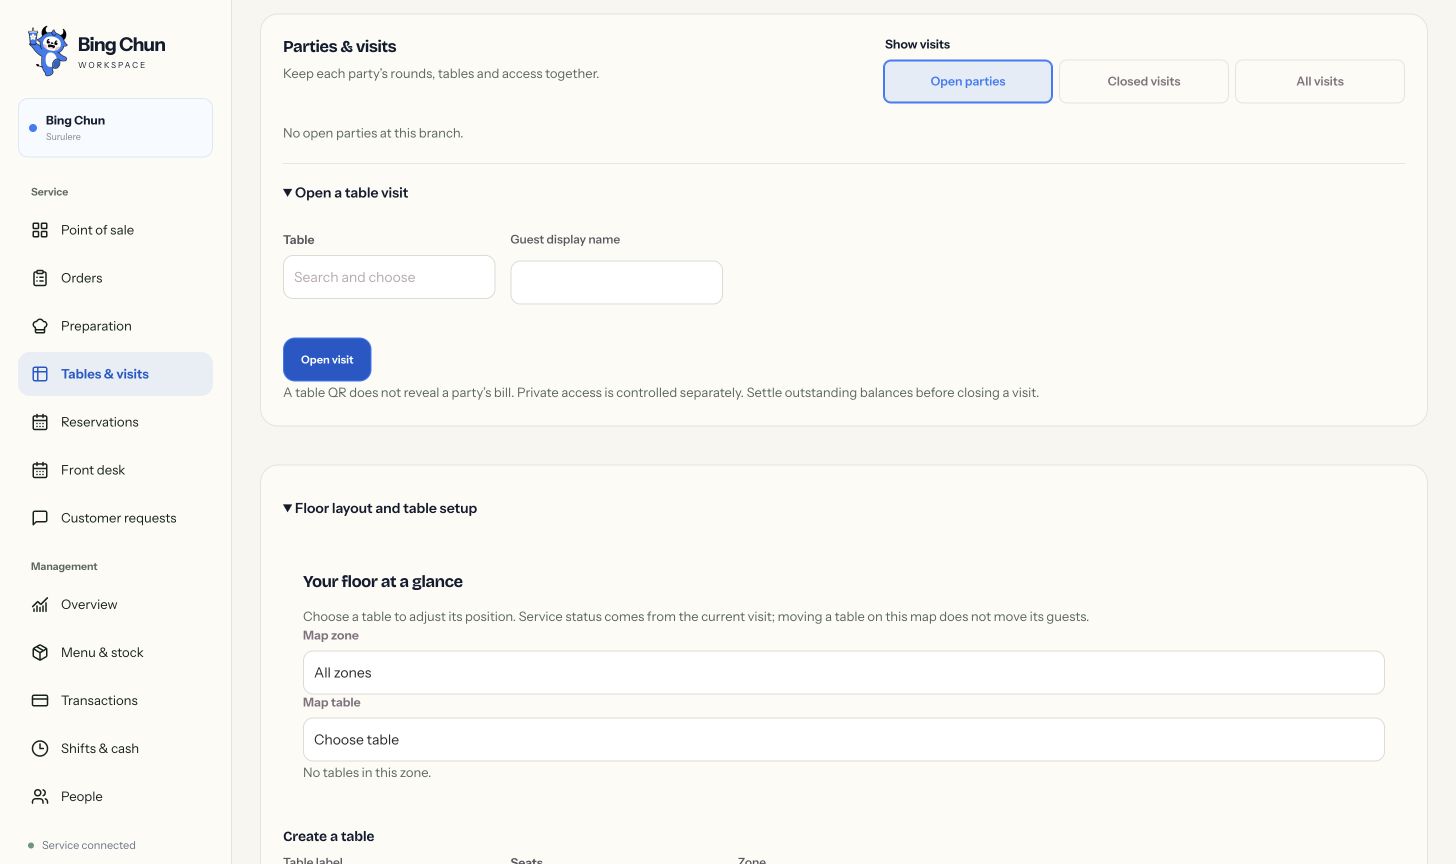 Bing Chun
WORKSPACE
Bing Chun
Surulere
Service
Point of sale
Orders
Preparation
Tables & visits
Reservations
Front desk
Customer requests
Management
Overview
Menu & stock
Transactions
Shifts & cash
People
Service connected
Parties & visits
Keep each party's rounds, tables and access together.
Show visits
Open parties
Closed visits
All visits
No open parties at this branch.
▼ Open a table visit
Table
Guest display name
Search and choose
Open visit
A table QR does not reveal a party's bill. Private access is controlled separately. Settle outstanding balances before closing a visit.
▼ Floor layout and table setup
Your floor at a glance
Choose a table to adjust its position. Service status comes from the current visit; moving a table on this map does not move its guests.
Map zone
All zones
Map table
Choose table
No tables in this zone.
Create a table
Table label
Seats
Zone